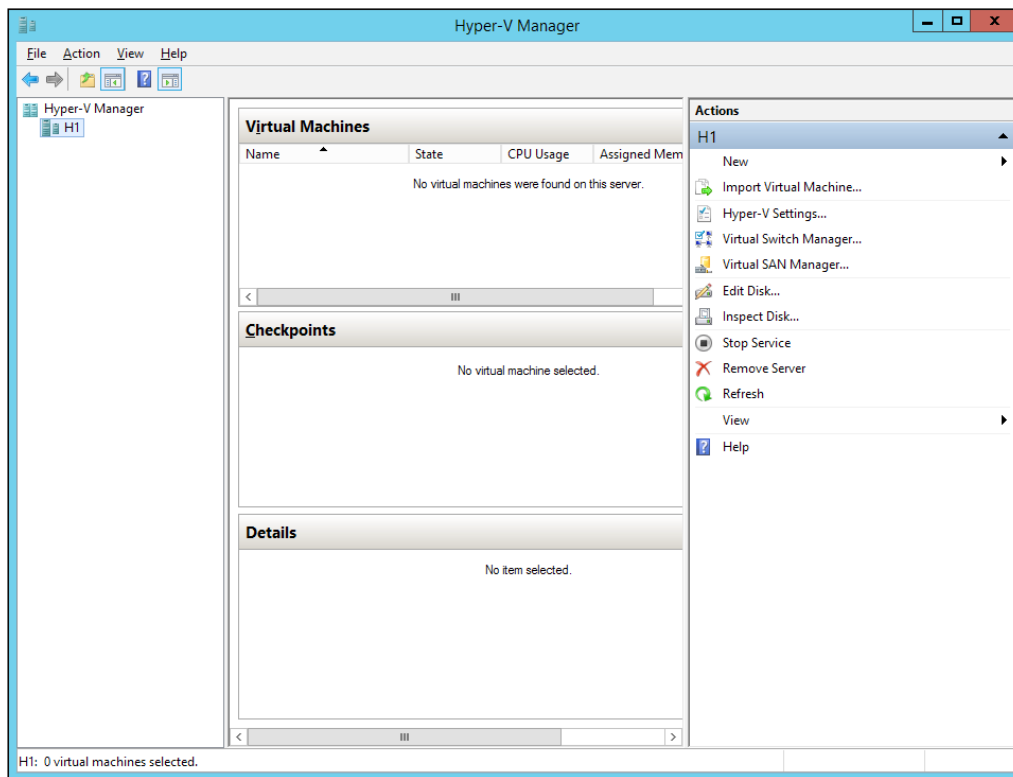 Hyper-V Manager
File Action View Help
Hyper-V Manager
H1
Virtual Machines
Name State CPU Usage Assigned Mem
No virtual machines were found on this server.
Checkpoints
No virtual machine selected.
Details
No item selected.
Actions
H1
New
Import Virtual Machine...
Hyper-V Settings...
Virtual Switch Manager...
Virtual SAN Manager...
Edit Disk...
Inspect Disk...
Stop Service
Remove Server
Refresh
View
Help
H1: 0 virtual machines selected.